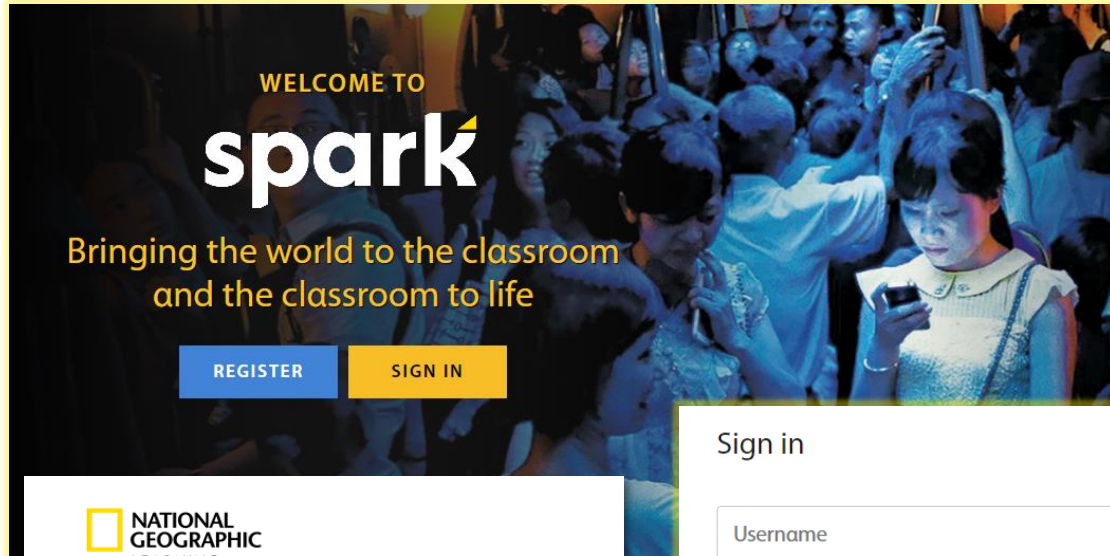 WELCOME TO
spark
Bringing the world to the classroom
and the classroom to life
REGISTER
SIGN IN
Sign in
Username
NATIONAL
GEOGRAPHIC